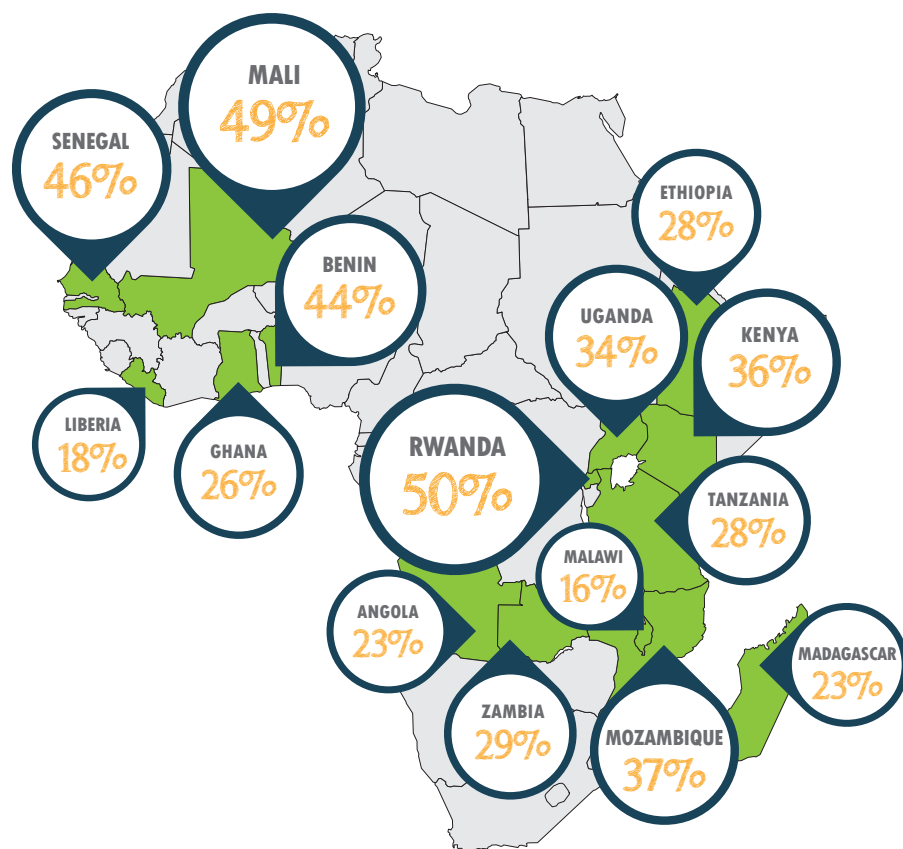 MALI
49%
SENEGAL
46%
ETHIOPIA
28%
BENIN
44%
UGANDA
34%
KENYA
36%
LIBERIA
18%
GHANA
26%
RWANDA
50%
TANZANIA
28%
MALAWI
16%
ANGOLA
23%
MADAGASCAR
23%
ZAMBIA
29%
MOZAMBIQUE
37%